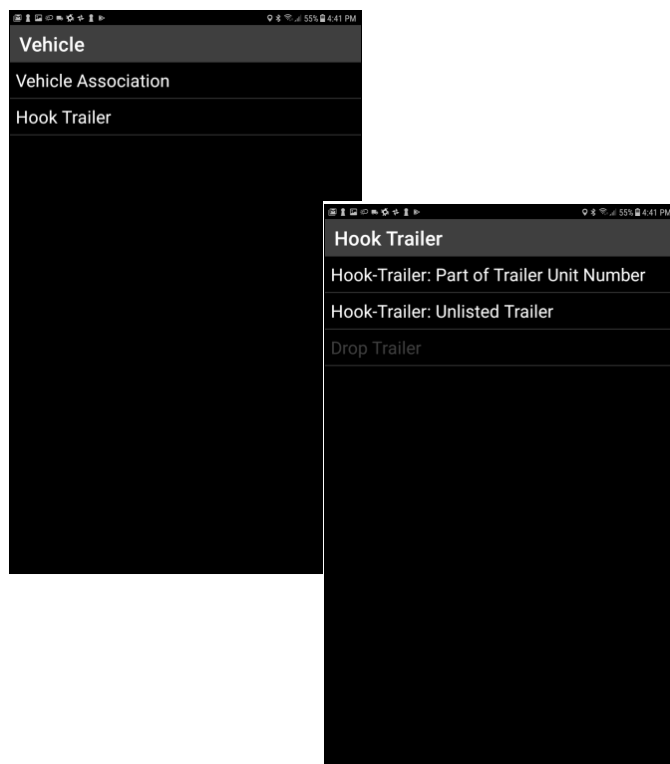 55% 4:41 PM
Vehicle
Vehicle Association
Hook Trailer
55% 4:41 PM
Hook Trailer
Hook-Trailer: Part of Trailer Unit Number
Hook-Trailer: Unlisted Trailer
Drop Trailer